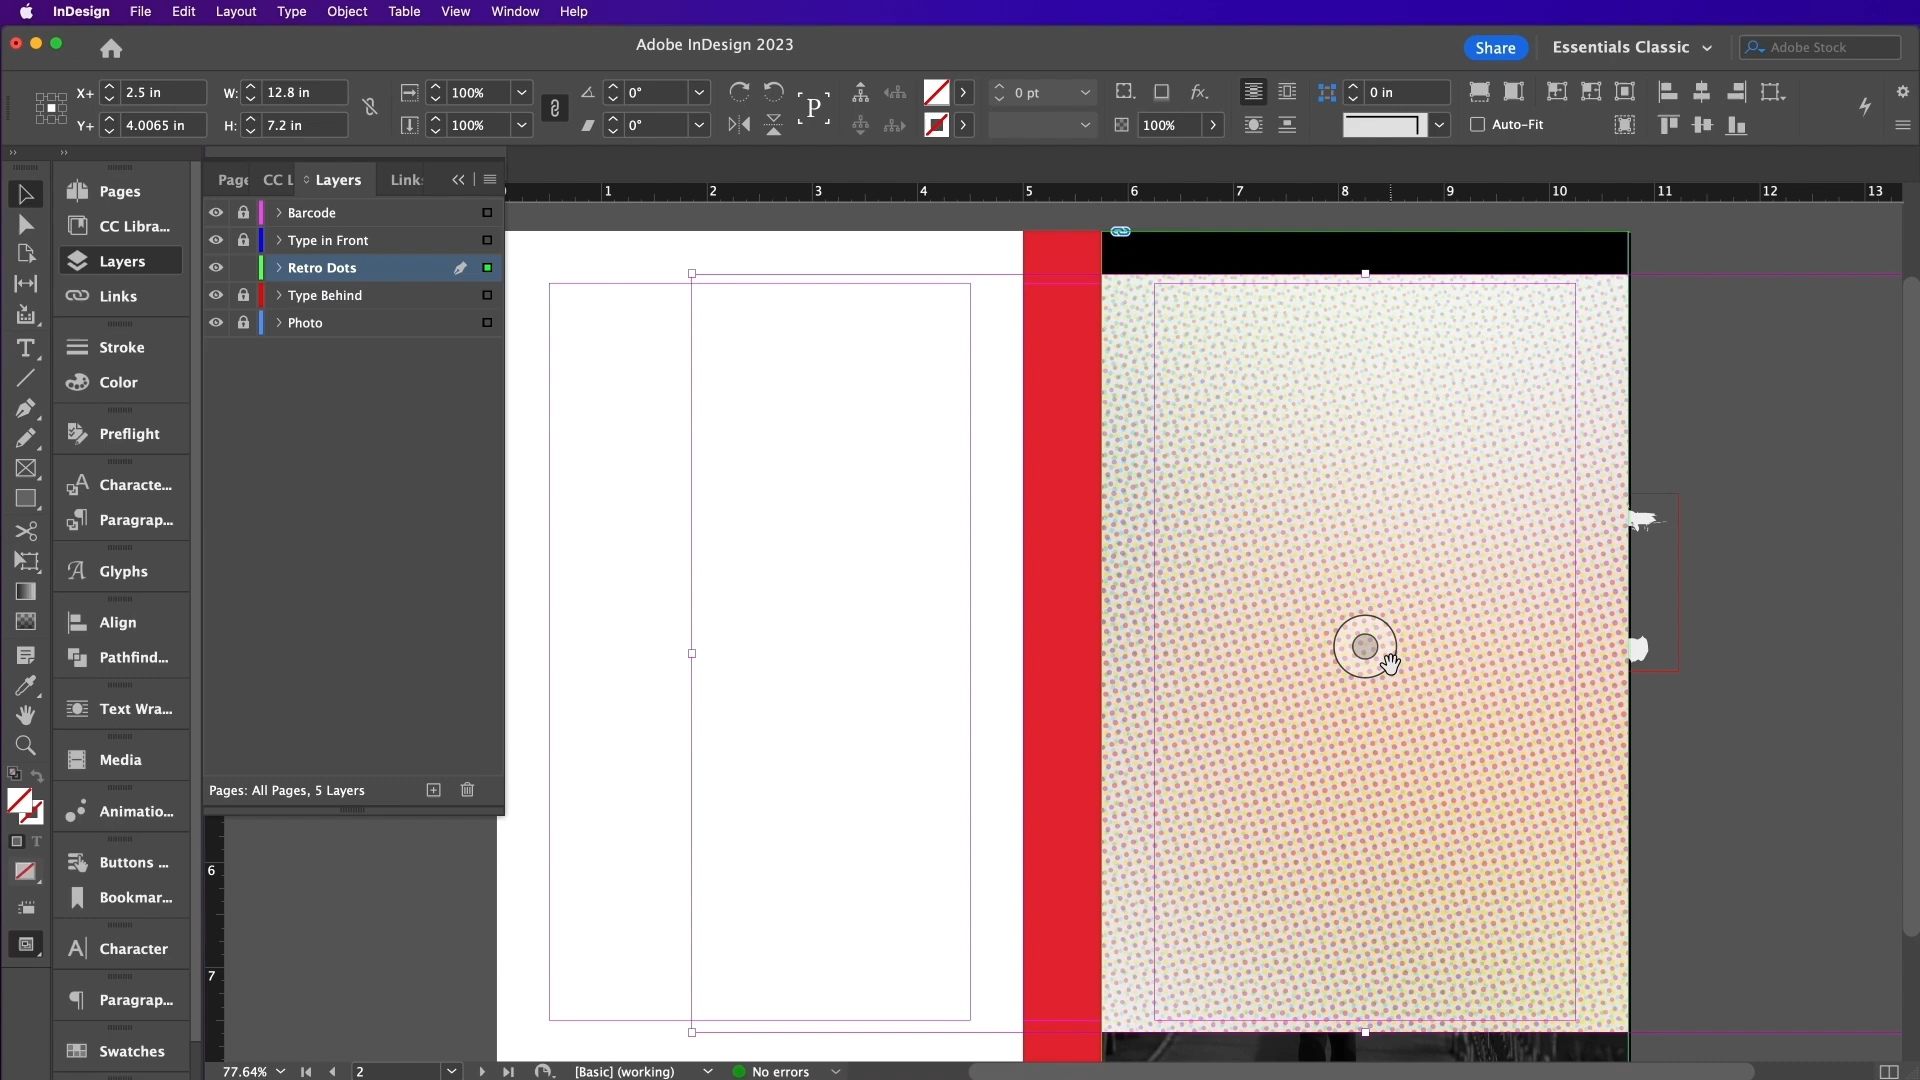 InDesign File Edit Layout Type Object Table View Window Help
Adobe InDesign 2023
Share
Essentials Classic
Adobe Stock
X+ 2.5 in W: 12.8 in 100% 0° 0 pt 0 in
Y+ 4.0065 in H: 7.2 in 100% 0° 100% Auto-Fit
P
fx.
Page CC L Layers Links
1 2 3 4 5 6 7 8 9 10 11 12 13
Pages
CC Libra...
Layers
Links
Stroke
Color
Preflight
Characte...
Paragrap...
Glyphs
Align
Pathfind...
Text Wra...
Media
Animatio...
Buttons ...
Bookmar...
Character
Paragrap...
Swatches
Barcode
Type in Front
Retro Dots
Type Behind
Photo
Pages: All Pages, 5 Layers
6
7
77.64% 2 [Basic] (working) No errors